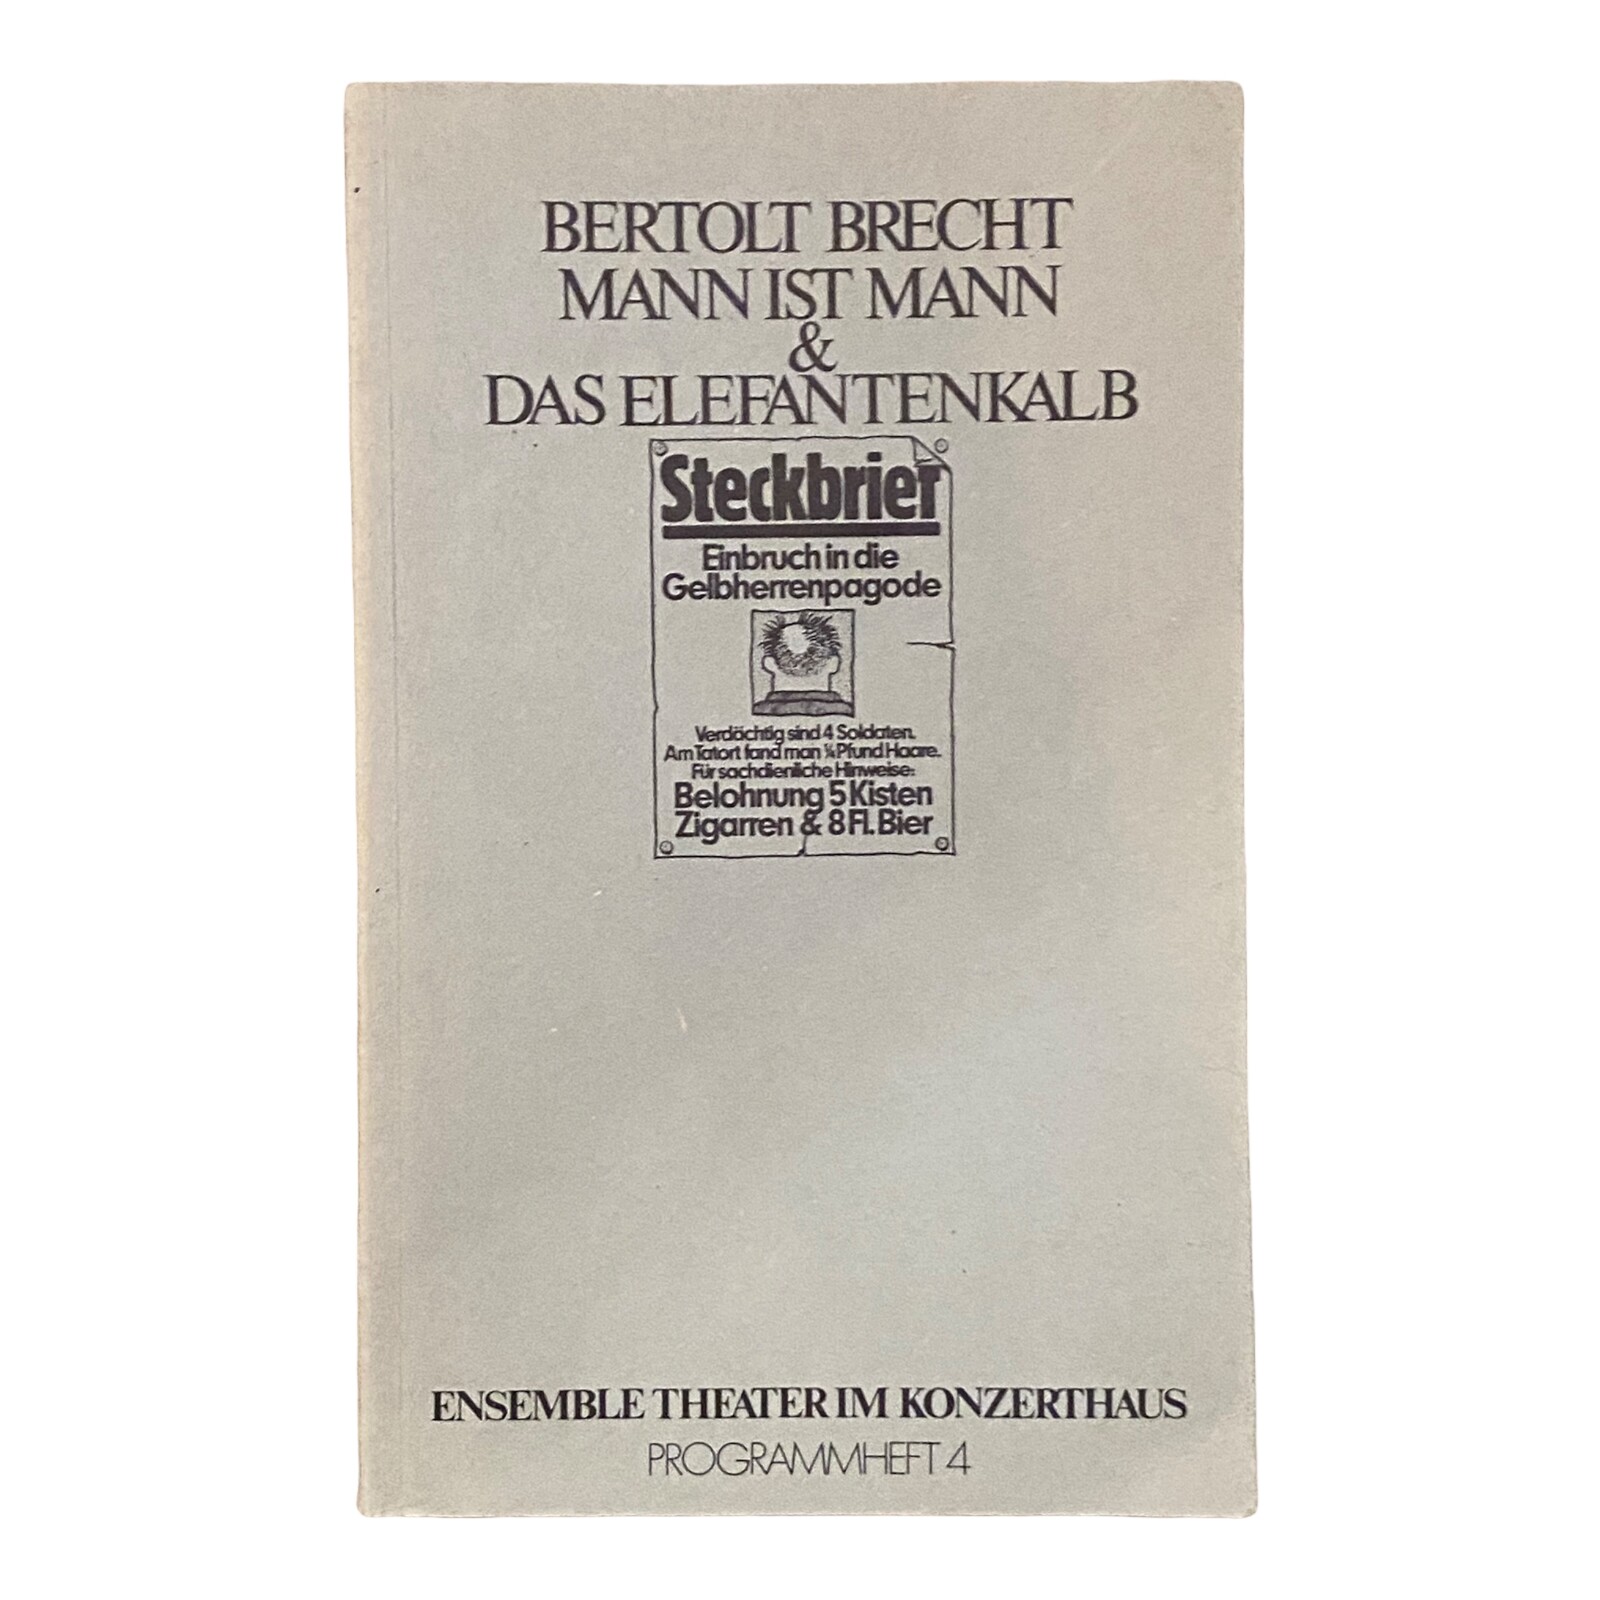 BERTOLT BRECHT
MANN IST MANN
&
DAS ELEFANTENKALB
Steckbrief
Einbruch in die
Gelbherrenpagode
Verdächtig sind 4 Soldaten.
Am Tatort fand man ¼ Pfund Haare.
Für sachdienliche Hinweise:
Belohnung 5 Kisten
Zigarren & 8 Fl. Bier
ENSEMBLE THEATER IM KONZERTHAUS
PROGRAMMHEFT 4